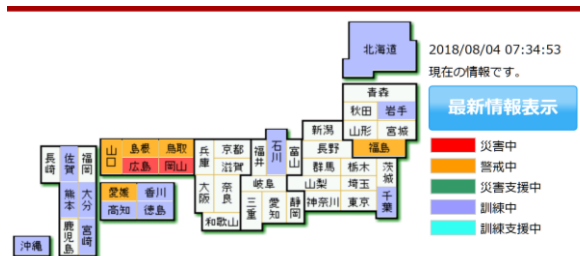 北海道
2018/08/04 07:34:53
現在の情報です。
最新情報表示
青森
秋田 岩手
山形 宮城
福島
新潟
災害中
警戒中
災害支援中
訓練中
訓練支援中
長野
群馬 栃木
茨城
山梨 埼玉
千葉
神奈川 東京
富山
石川
福井
岐阜
静岡
愛知
三重
京都
滋賀
兵庫
大阪
奈良
和歌山
山口
島根 鳥取
広島 岡山
愛媛 香川
高知 徳島
長崎
佐賀
福岡
熊本
大分
鹿児島
宮崎
沖縄